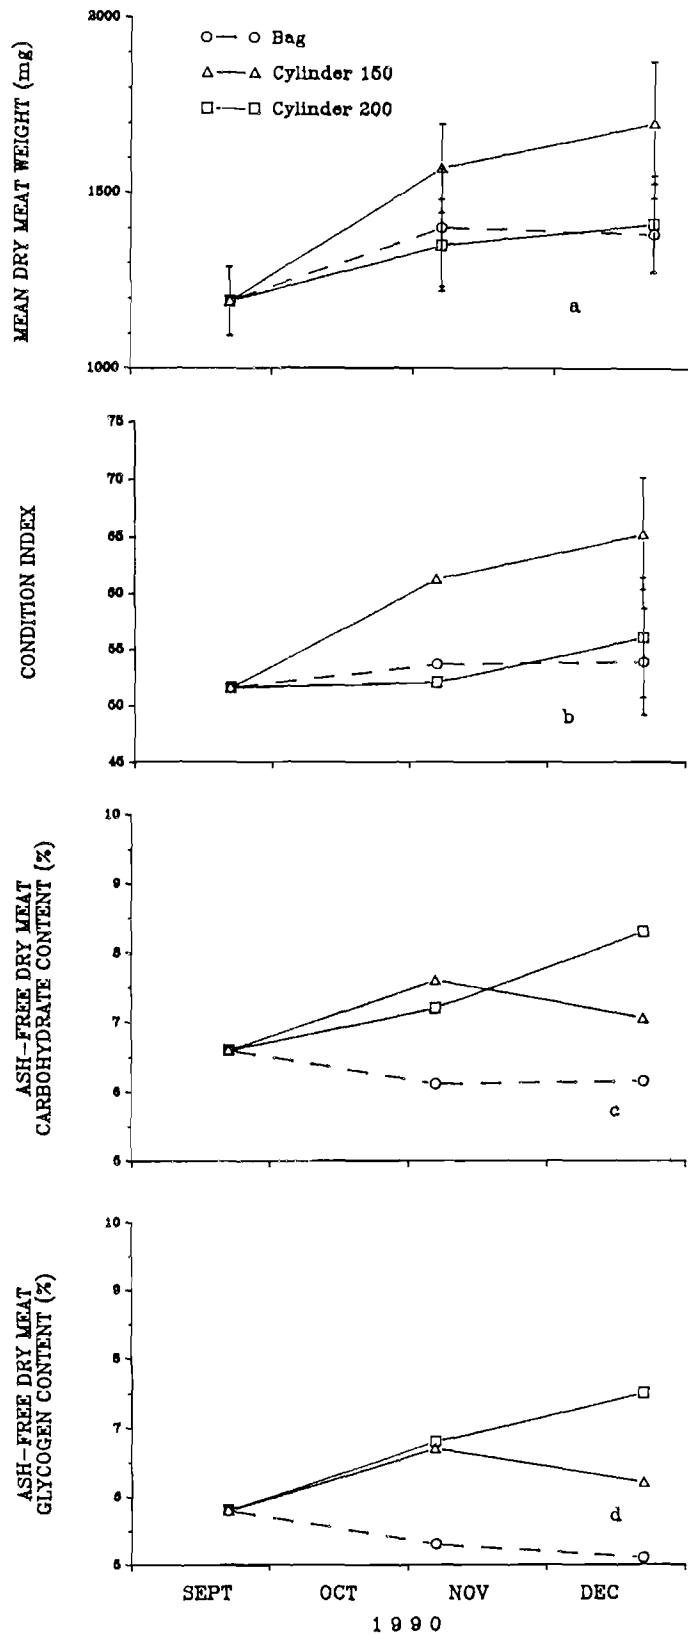 2000
1500
1000
MEAN DRY MEAT WEIGHT (mg)
Bag
Cylinder 150
Cylinder 200
a
75
70
65
60
55
50
45
CONDITION INDEX
b
10
9
8
7
6
5
ASH-FREE DRY MEAT
CARBOHYDRATE CONTENT (%)
c
10
9
8
7
6
5
ASH-FREE DRY MEAT
GLYCOGEN CONTENT (%)
d
SEPT OCT NOV DEC
1990